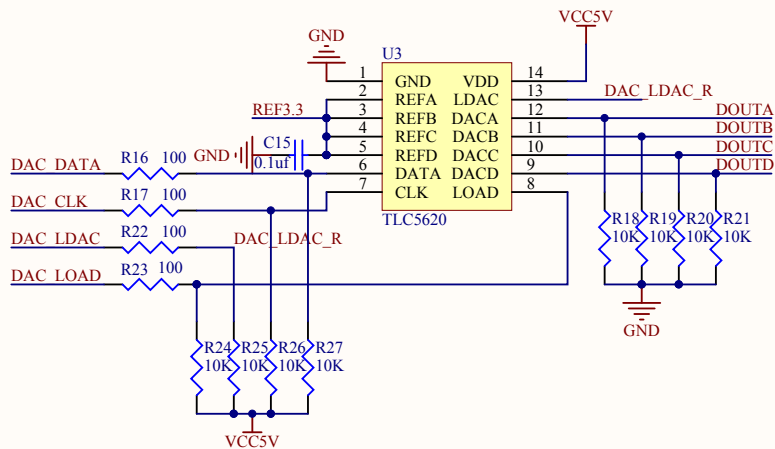 VCC5V
GND
U3
1 GND VDD 14
2 REFA LDAC 13 DAC_LDAC_R
REF3.3 3 REFB DACA 12 DOUTA
4 REFC DACB 11 DOUTB
GND C15 5 REFD DACC 10 DOUTC
0.1uf
DAC_DATA R16 100 6 DATA DACD 9 DOUTD
DAC_CLK R17 100 7 CLK LOAD 8
TLC5620
R18 R19 R20 R21
10K 10K 10K 10K
DAC_LDAC R22 100 DAC_LDAC_R
DAC_LOAD R23 100
GND
R24 R25 R26 R27
10K 10K 10K 10K
VCC5V